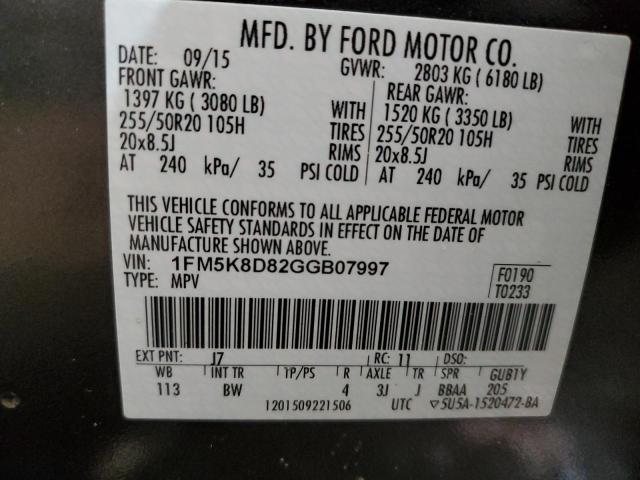 MFD. BY FORD MOTOR CO.
DATE: 09/15 GVWR: 2803 KG ( 6180 LB)
FRONT GAWR: REAR GAWR:
1397 KG ( 3080 LB) WITH 1520 KG ( 3350 LB) WITH
255/50R20 105H TIRES 255/50R20 105H TIRES
20x8.5J RIMS 20x8.5J RIMS
AT 240 kPa/ 35 PSI COLD AT 240 kPa/ 35 PSI COLD
THIS VEHICLE CONFORMS TO ALL APPLICABLE FEDERAL MOTOR
VEHICLE SAFETY STANDARDS IN EFFECT ON THE DATE OF
MANUFACTURE SHOWN ABOVE.
VIN: 1FM5K8D82GGB07997 F0190
TYPE: MPV T0233
EXT PNT: J7 RC: 11 DSO:
WB INT TR TP/PS R AXLE TR SPR GUBTY
113 BW 4 3J J BBAA 205
1201509221506 UTC ▽5U5A-1520472-BA